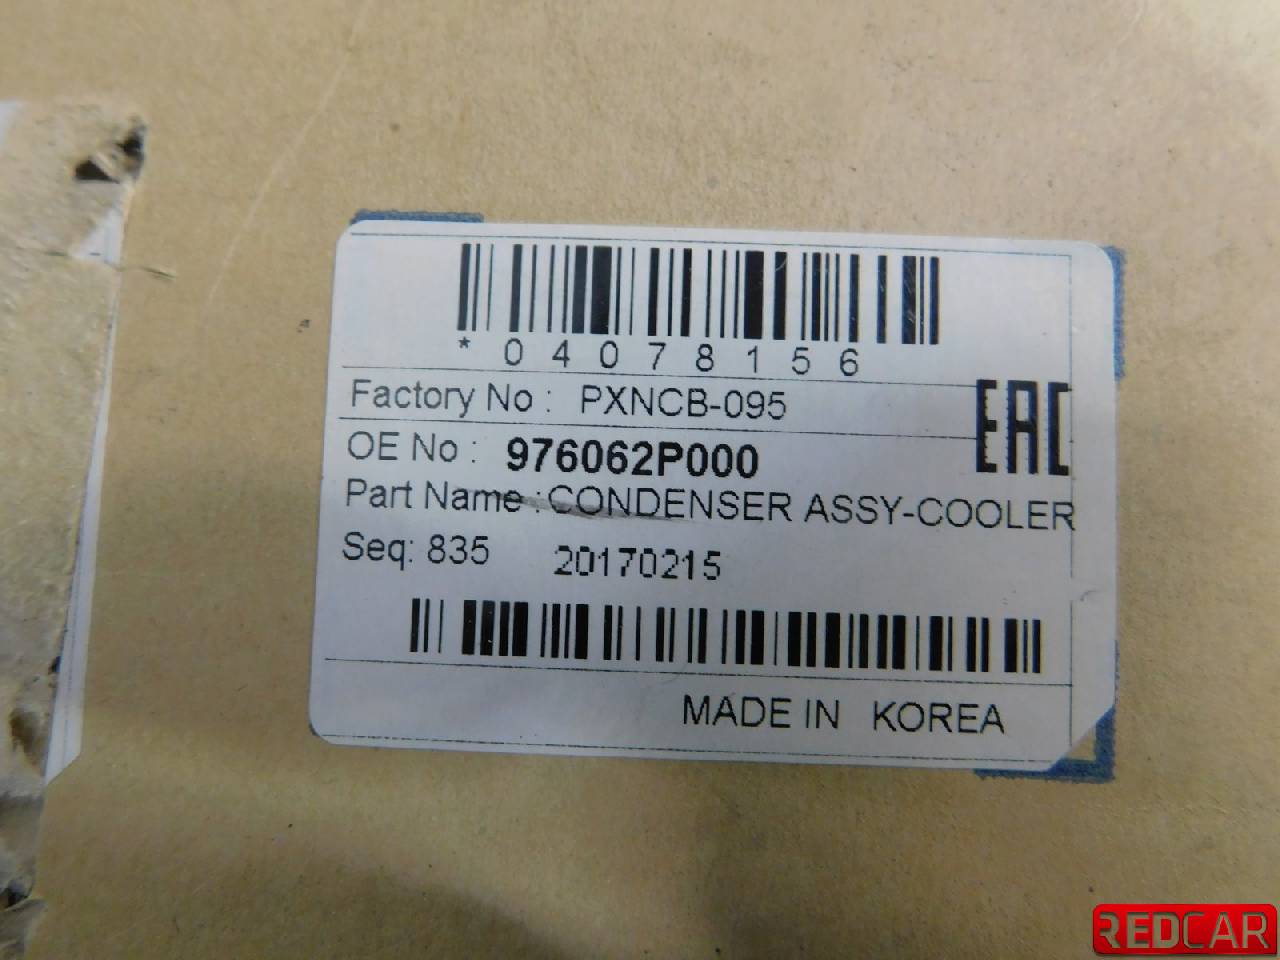 *04078156
Factory No : PXNCB-095
EAC
OE No : 976062P000
Part Name :CONDENSER ASSY-COOLER
Seq: 835 20170215
MADE IN KOREA
REDCAR